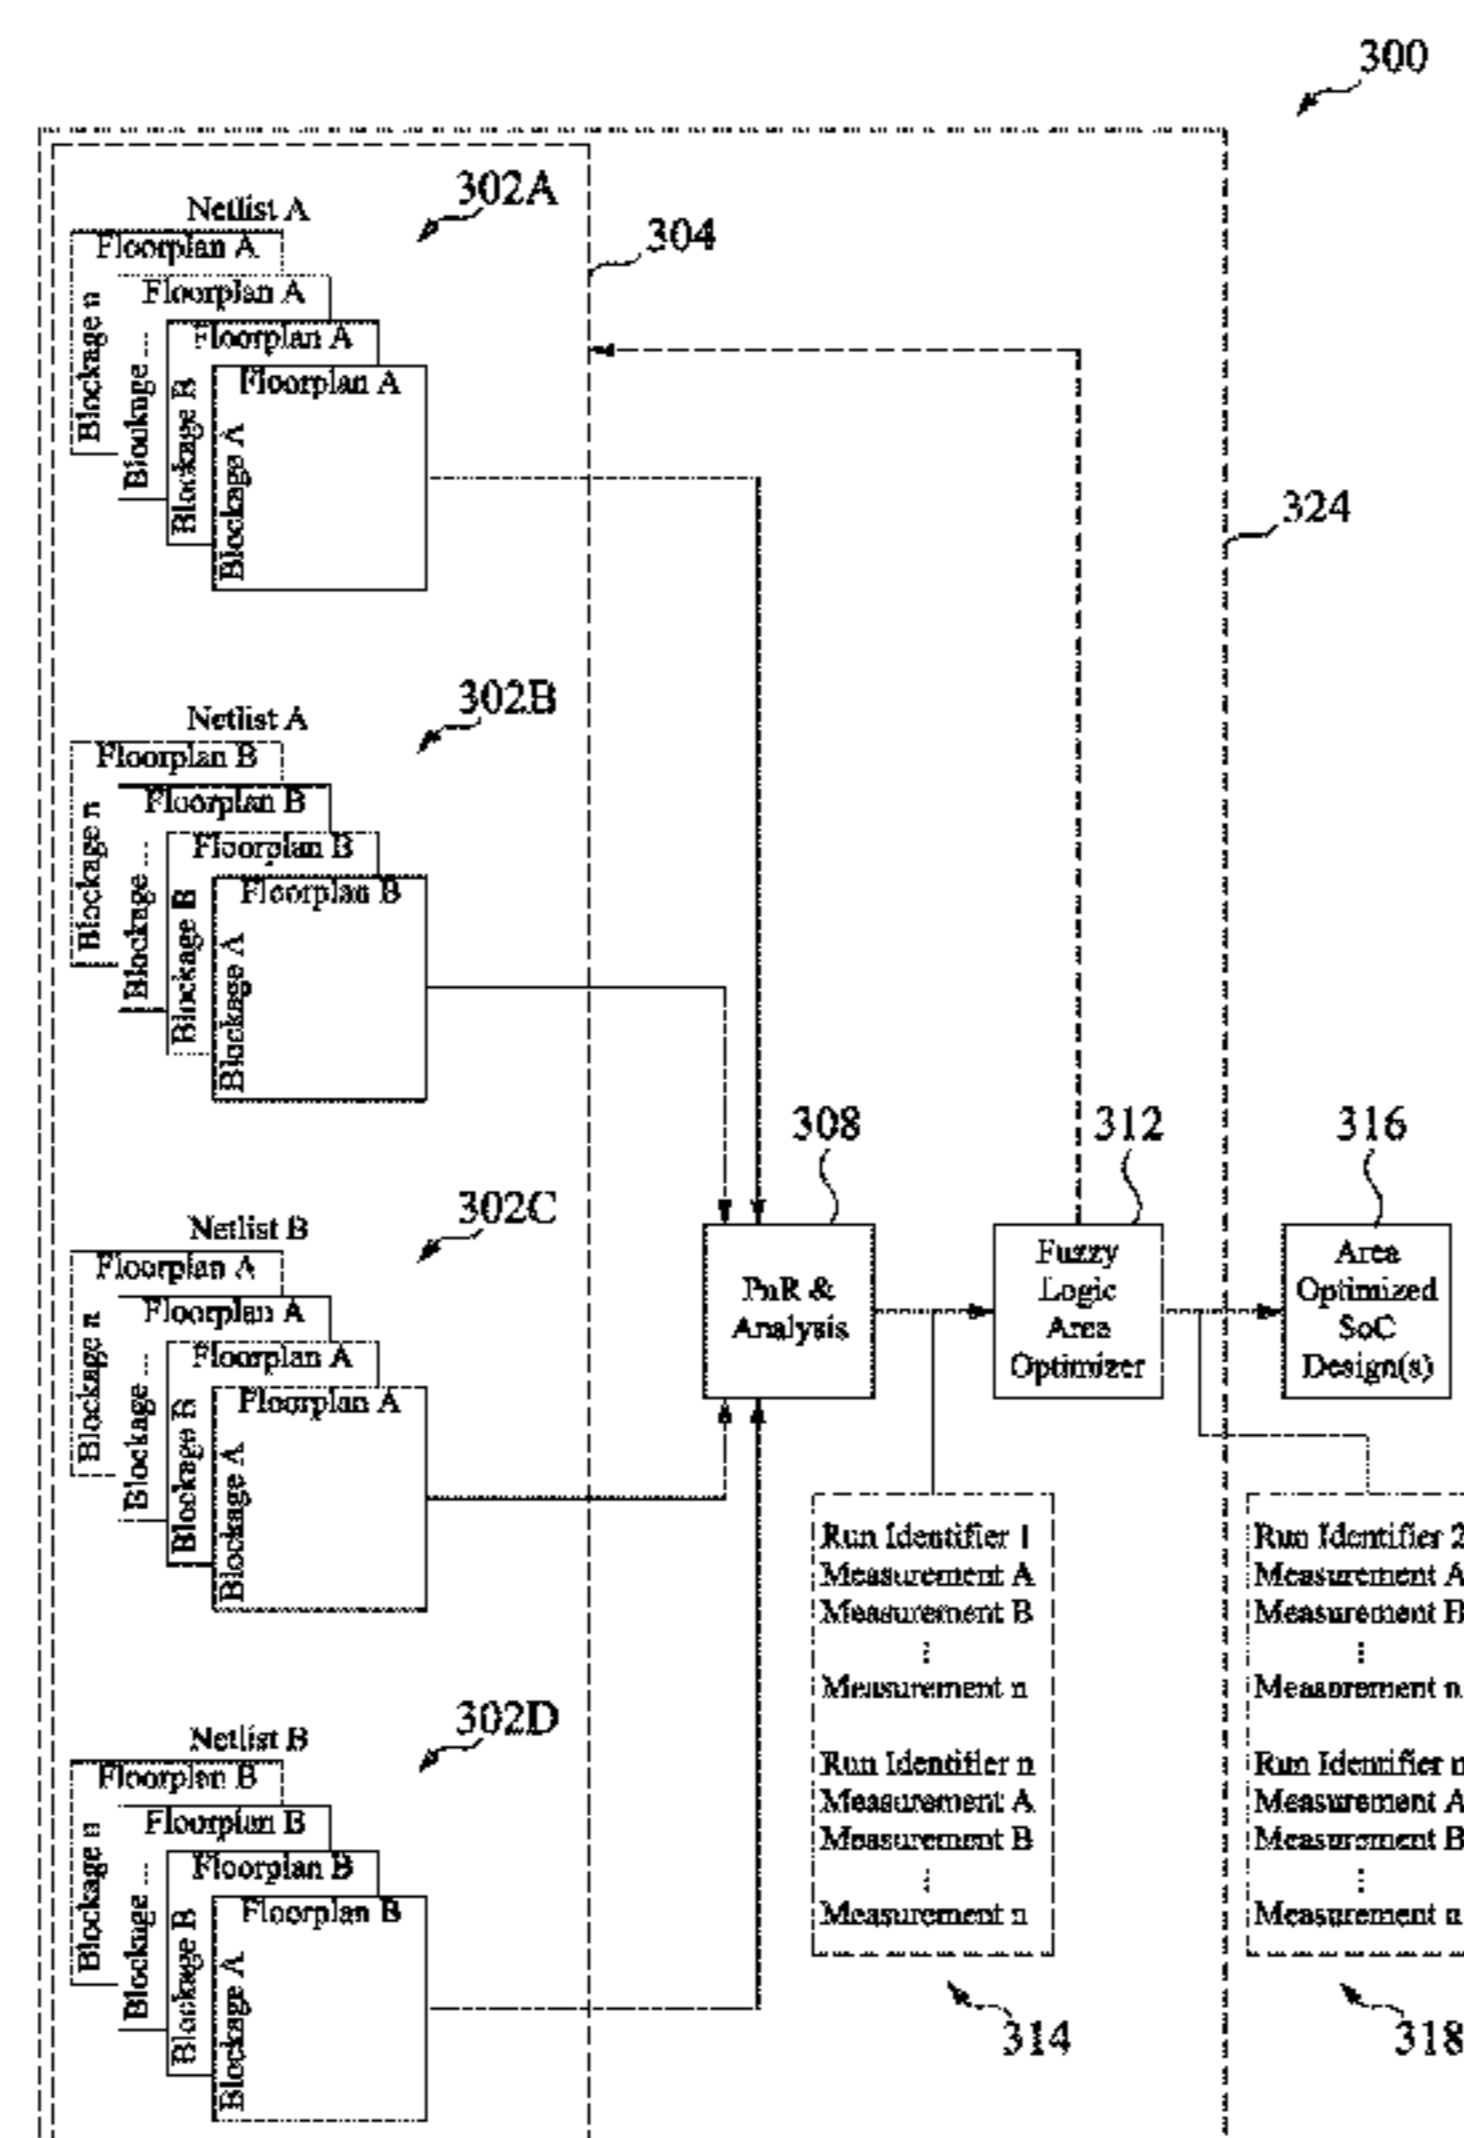 300
302A
Netlist A
Floorplan A
Floorplan A
Floorplan A
Floorplan A
Blockage n
Blockage ...
Blockage B
Blockage A
304
324
302B
Netlist A
Floorplan B
Floorplan B
Floorplan B
Floorplan B
Blockage n
Blockage ...
Blockage B
Blockage A
302C
Netlist B
Floorplan A
Floorplan A
Floorplan A
Floorplan A
Blockage n
Blockage ...
Blockage B
Blockage A
302D
Netlist B
Floorplan B
Floorplan B
Floorplan B
Floorplan B
Blockage n
Blockage ...
Blockage B
Blockage A
308
PnR &
Analysis
312
Fuzzy
Logic
Area
Optimizer
316
Area
Optimized
SoC
Design(s)
Run Identifier 1
Measurement A
Measurement B
⋮
Measurement n
Run Identifier n
Measurement A
Measurement B
⋮
Measurement n
314
Run Identifier 2
Measurement A
Measurement B
⋮
Measurement n
Run Identifier n
Measurement A
Measurement B
⋮
Measurement n
318